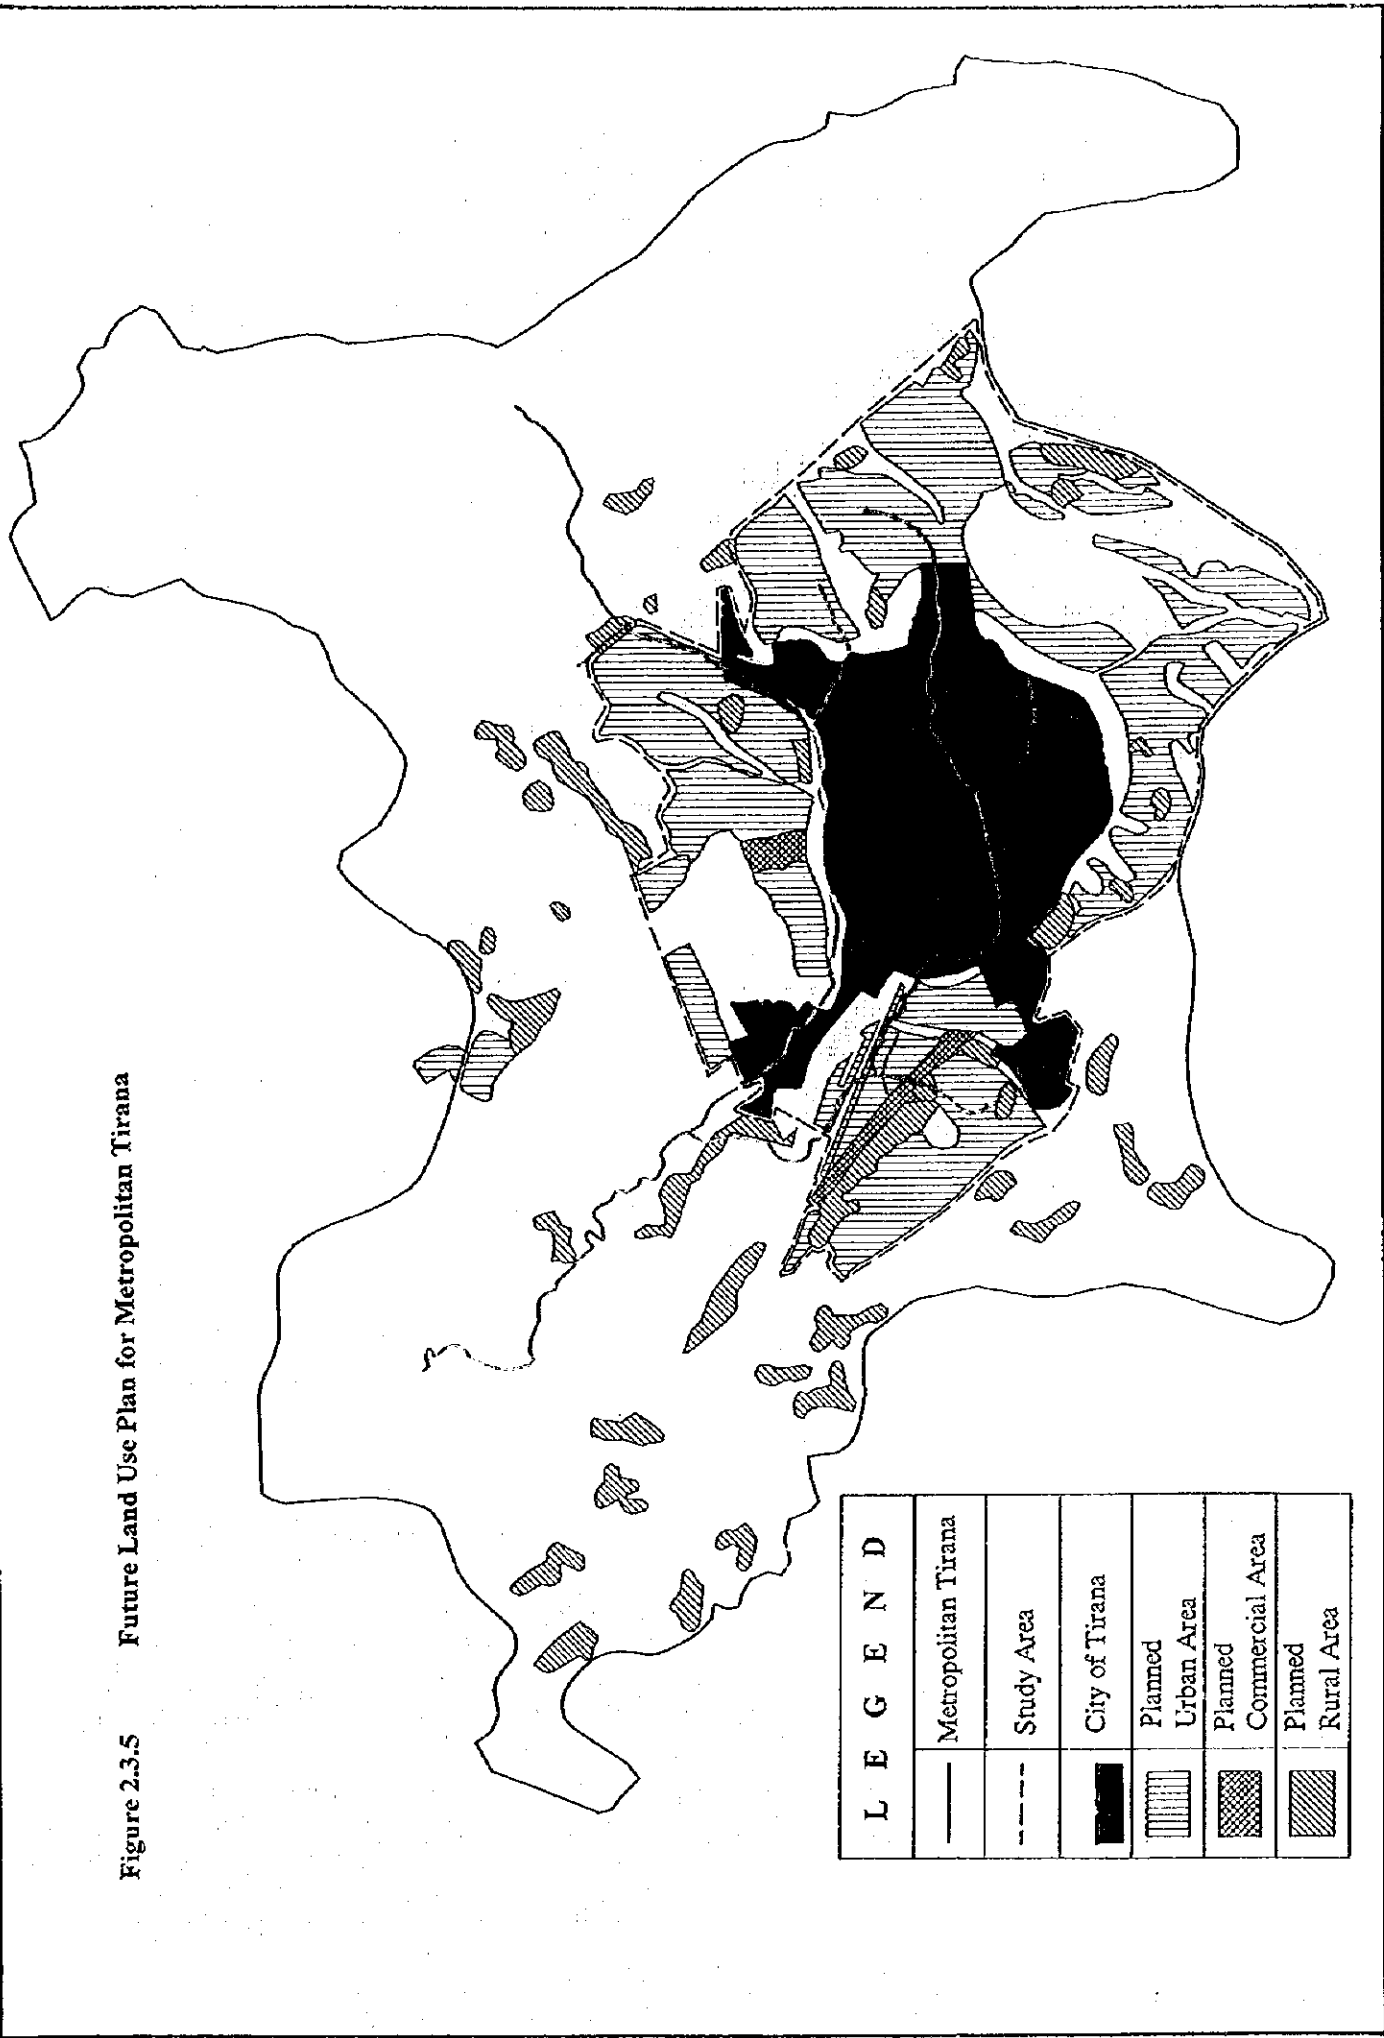 Figure 2.3.5 Future Land Use Plan for Metropolitan Tirana
L E G E N D
Metropolitan Tirana
Study Area
City of Tirana
Planned
Urban Area
Planned
Commercial Area
Planned
Rural Area